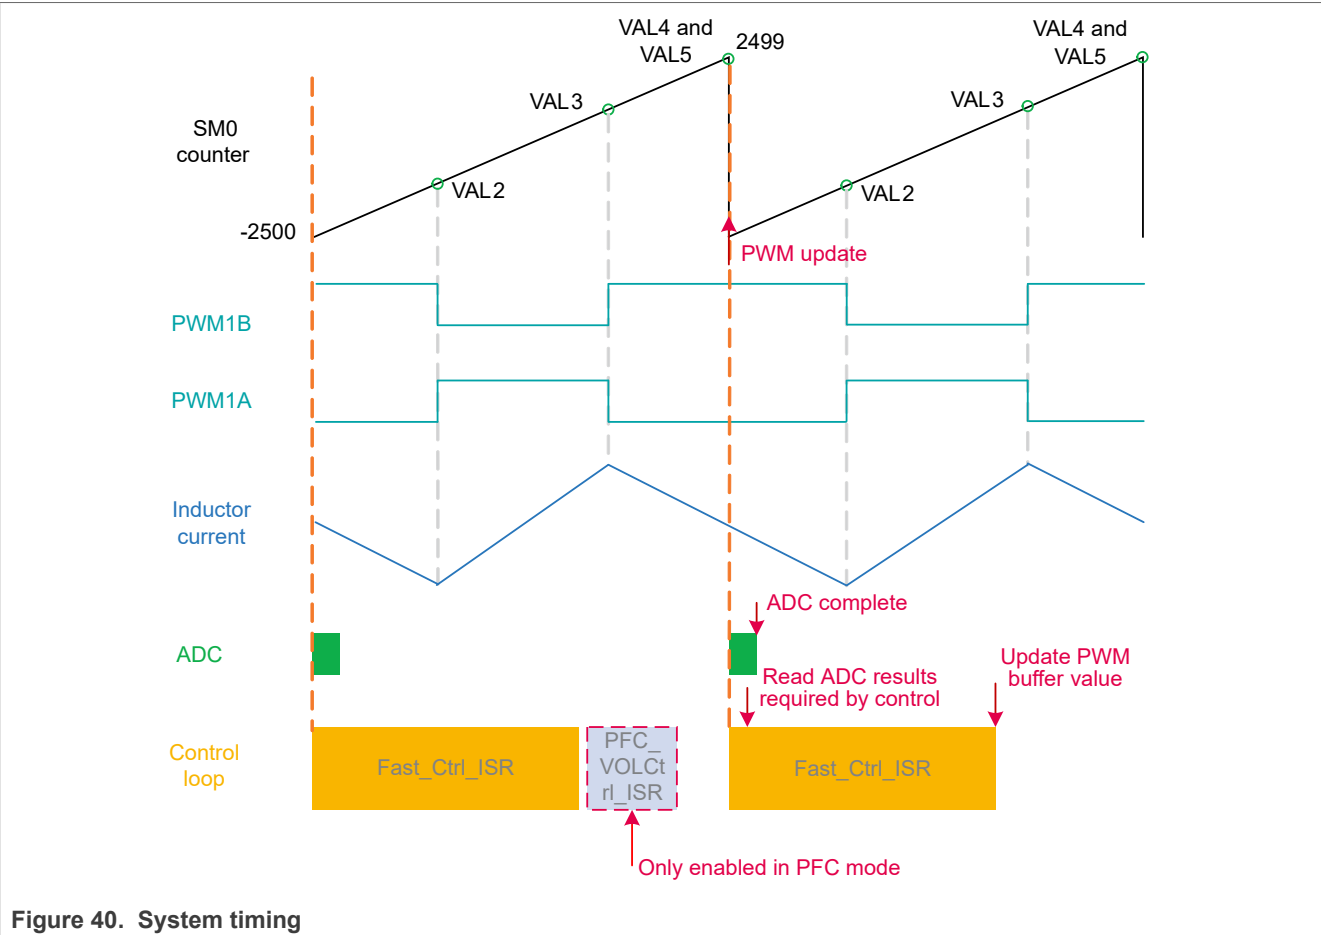 VAL4 and
VAL5
2499
VAL4 and
VAL5
VAL3
VAL3
SM0
counter
VAL2
VAL2
-2500
PWM update
PWM1B
PWM1A
Inductor
current
ADC complete
ADC
Read ADC results
required by control
Update PWM
buffer value
Control
loop
Fast_Ctrl_ISR
PFC_
VOLCt
rl_ISR
Fast_Ctrl_ISR
Only enabled in PFC mode
Figure 40. System timing